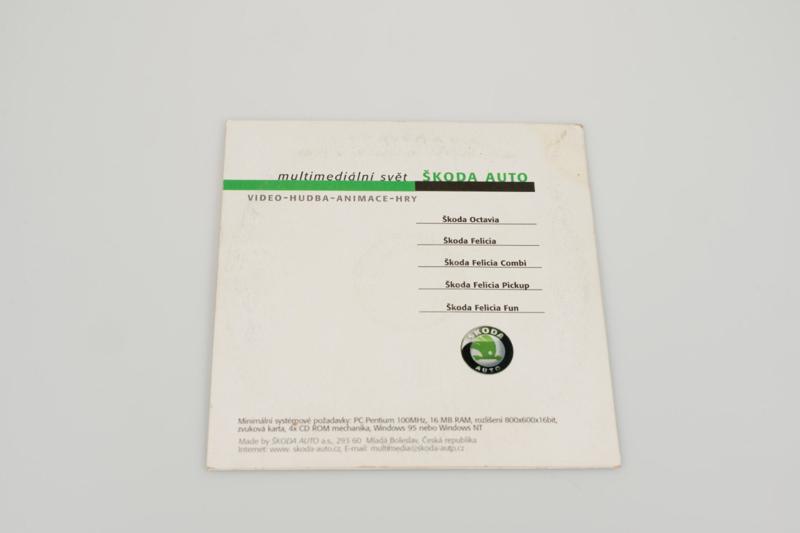 multimediální svět ŠKODA AUTO
VIDEO-HUDBA-ANIMACE-HRY
Škoda Octavia
Škoda Felicia
Škoda Felicia Combi
Škoda Felicia Pickup
Škoda Felicia Fun
ŠKODA
AUTO
Minimální systémové požadavky: PC Pentium 100MHz, 16 MB RAM, rozlišení 800x600x16bit,
zvuková karta, 4x CD ROM mechanika, Windows 95 nebo Windows NT
Made by ŠKODA AUTO a.s., 293 60 Mladá Boleslav, Česká republika
Internet: www. skoda-auto.cz, E-mail: multimedia@skoda-auto.cz